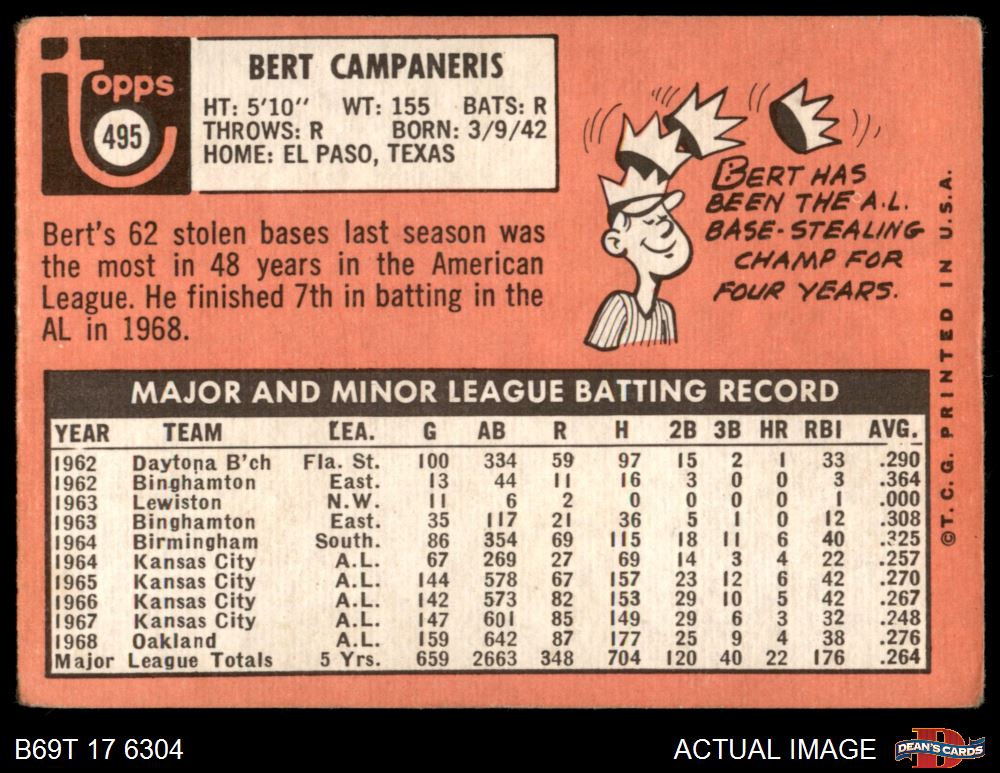 Topps
495
BERT CAMPANERIS
HT: 5'10" WT: 155 BATS: R
THROWS: R BORN: 3/9/42
HOME: EL PASO, TEXAS
Bert's 62 stolen bases last season was
the most in 48 years in the American
League. He finished 7th in batting in the
AL in 1968.
BERT HAS
BEEN THE A.L.
BASE-STEALING
CHAMP FOR
FOUR YEARS.
©T.C.G. PRINTED IN U.S.A.
MAJOR AND MINOR LEAGUE BATTING RECORD
YEAR TEAM LEA. G AB R H 2B 3B HR RBI AVG.
1962 Daytona B'ch Fla. St. 100 334 59 97 15 2 1 33 .290
1962 Binghamton East. 13 44 11 16 3 0 0 3 .364
1963 Lewiston N.W. 11 6 2 0 0 0 0 1 .000
1963 Binghamton East. 35 117 21 36 5 1 0 12 .308
1964 Birmingham South. 86 354 69 115 18 11 6 40 .325
1964 Kansas City A.L. 67 269 27 69 14 3 4 22 .257
1965 Kansas City A.L. 144 578 67 157 23 12 6 42 .270
1966 Kansas City A.L. 142 573 82 153 29 10 5 42 .267
1967 Kansas City A.L. 147 601 85 149 29 6 3 32 .248
1968 Oakland A.L. 159 642 87 177 25 9 4 38 .276
Major League Totals 5 Yrs. 659 2663 348 704 120 40 22 176 .264
B69T 17 6304
ACTUAL IMAGE
D
DEAN'S CARDS